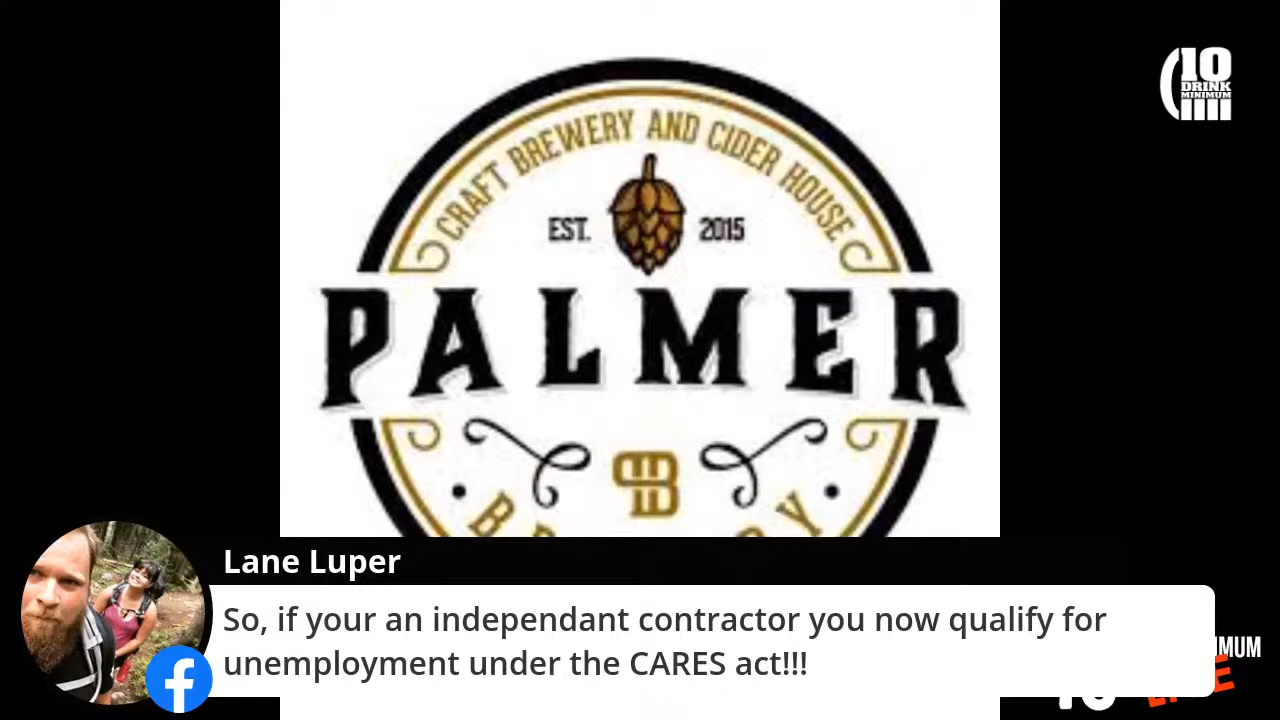 10
DRINK
MINIMUM
CRAFT BREWERY AND CIDER HOUSE
EST. 2015
PALMER
PB
Lane Luper
So, if your an independant contractor you now qualify for
unemployment under the CARES act!!!